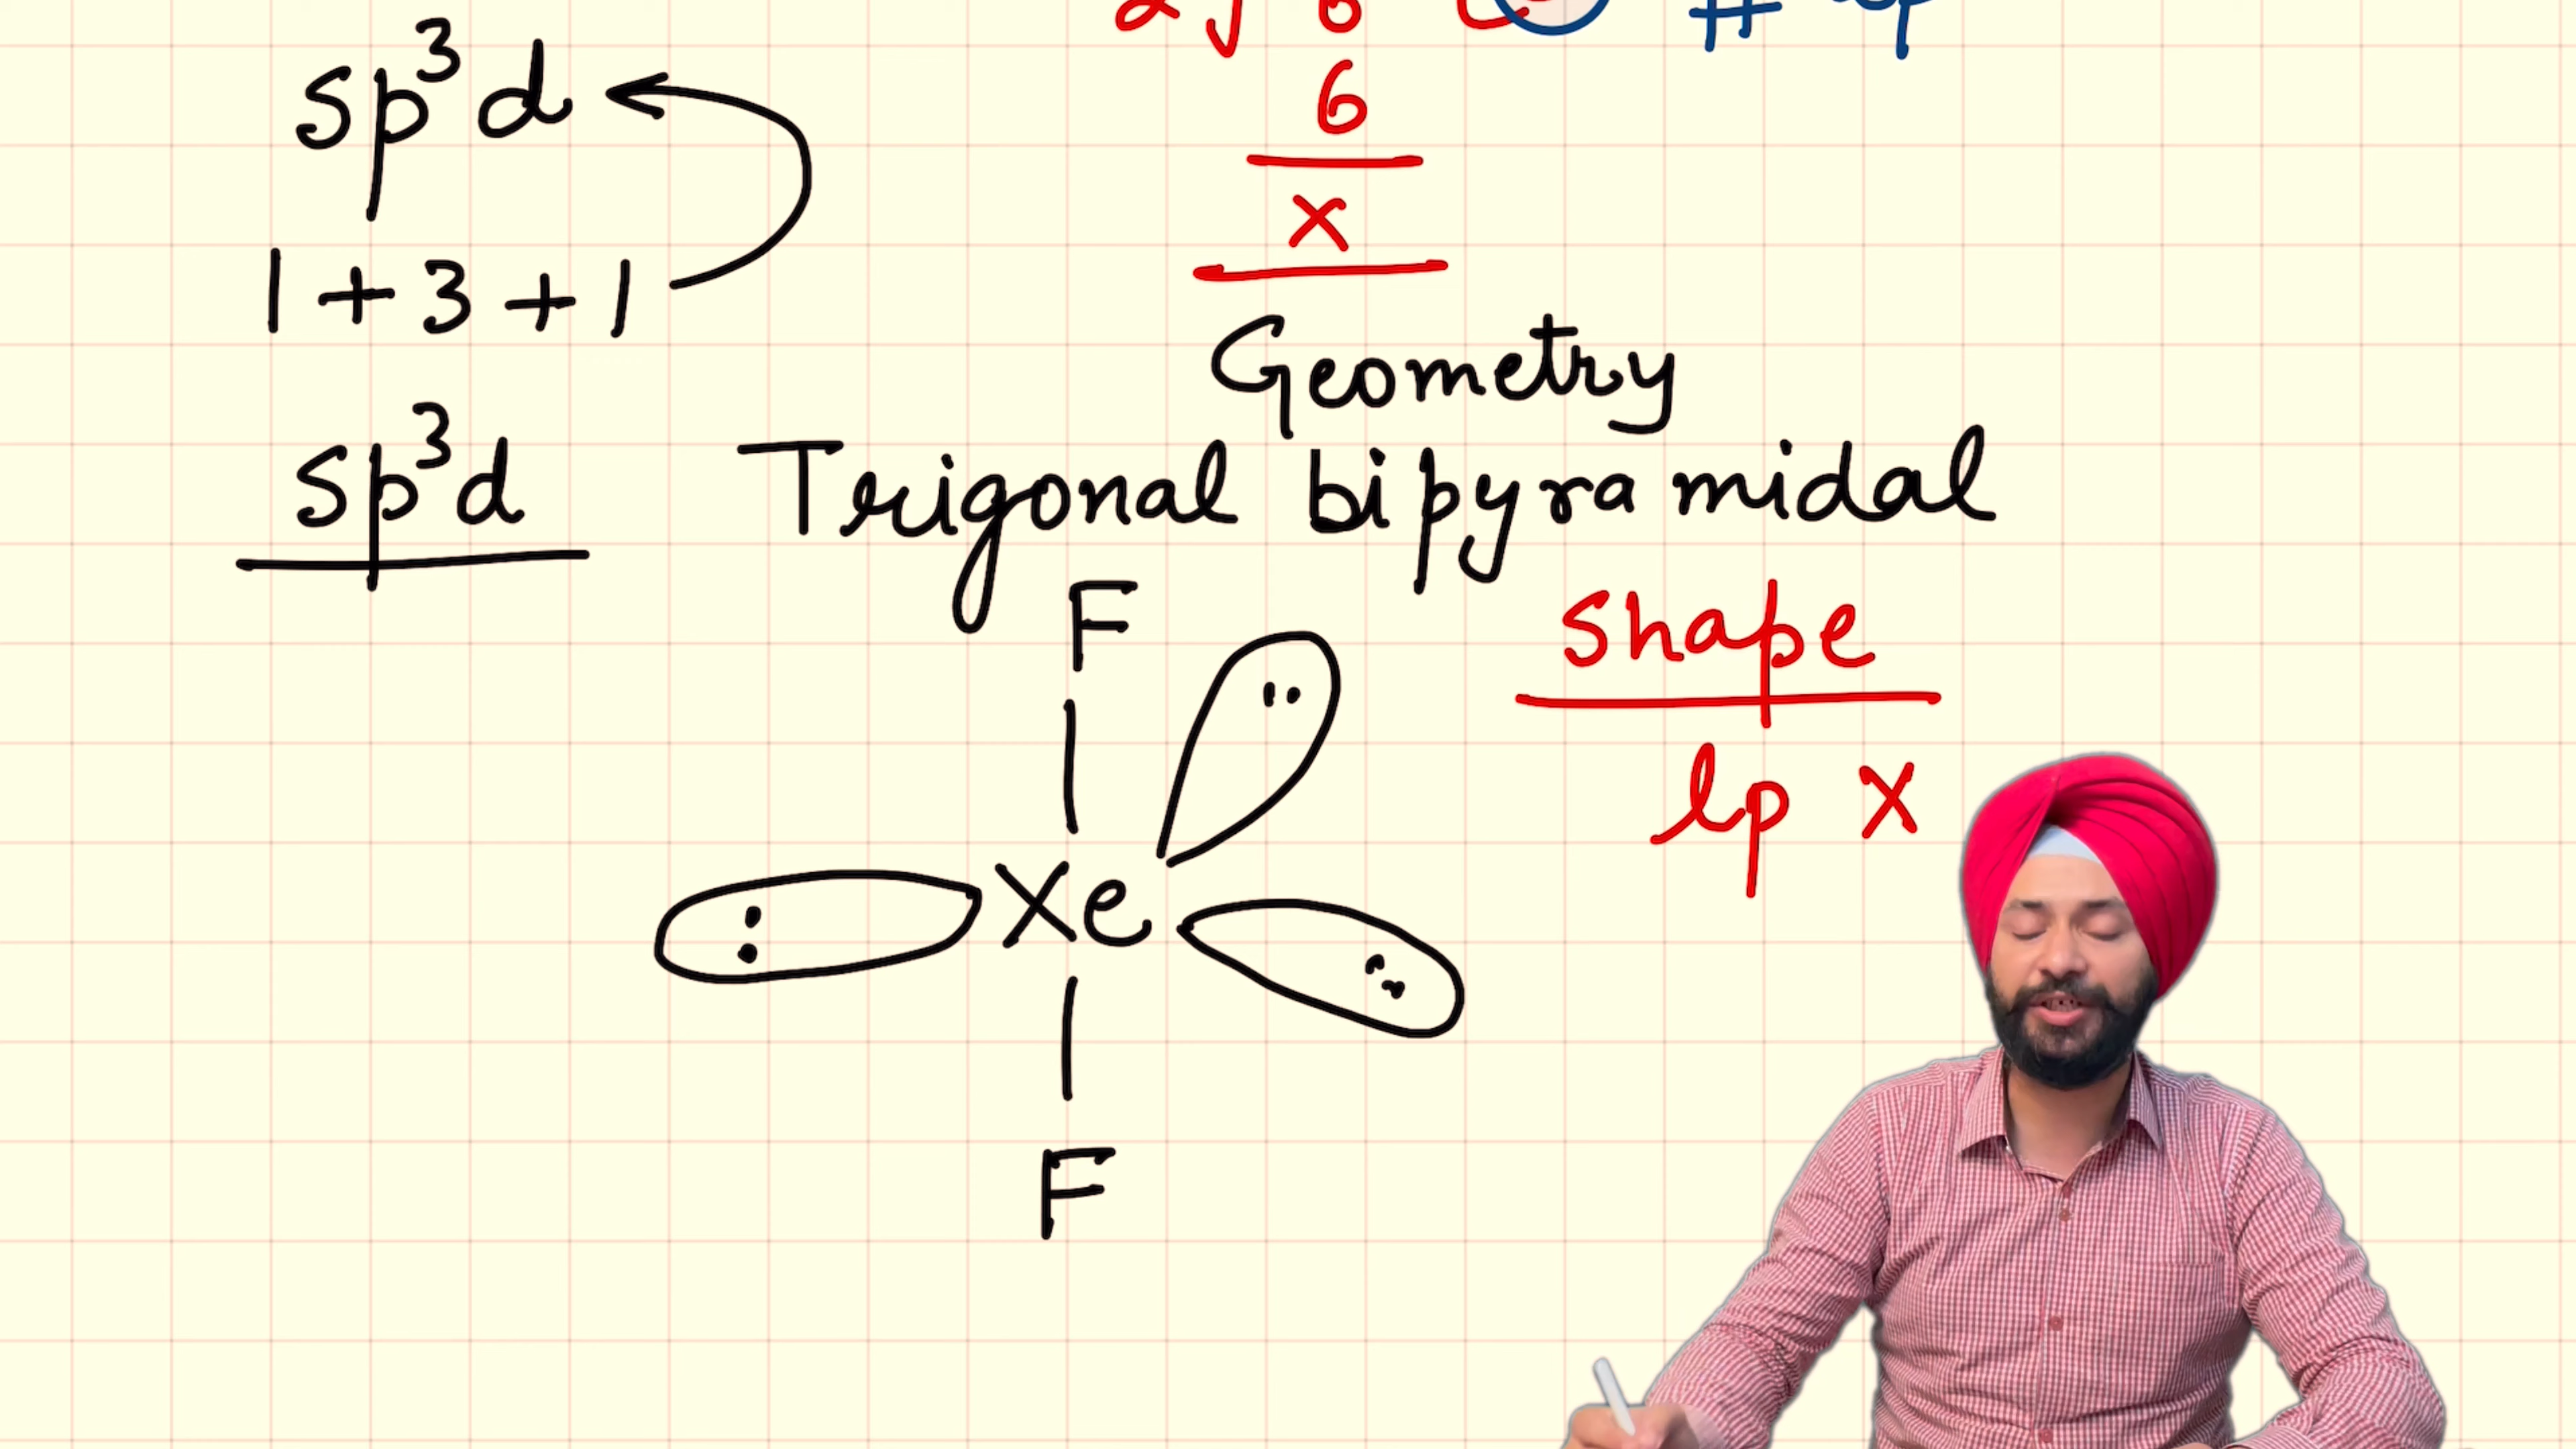 sp³d
6
x
1+3+1
Geometry
sp³d Trigonal bipyramidal
F
shape
lp x
Xe
F